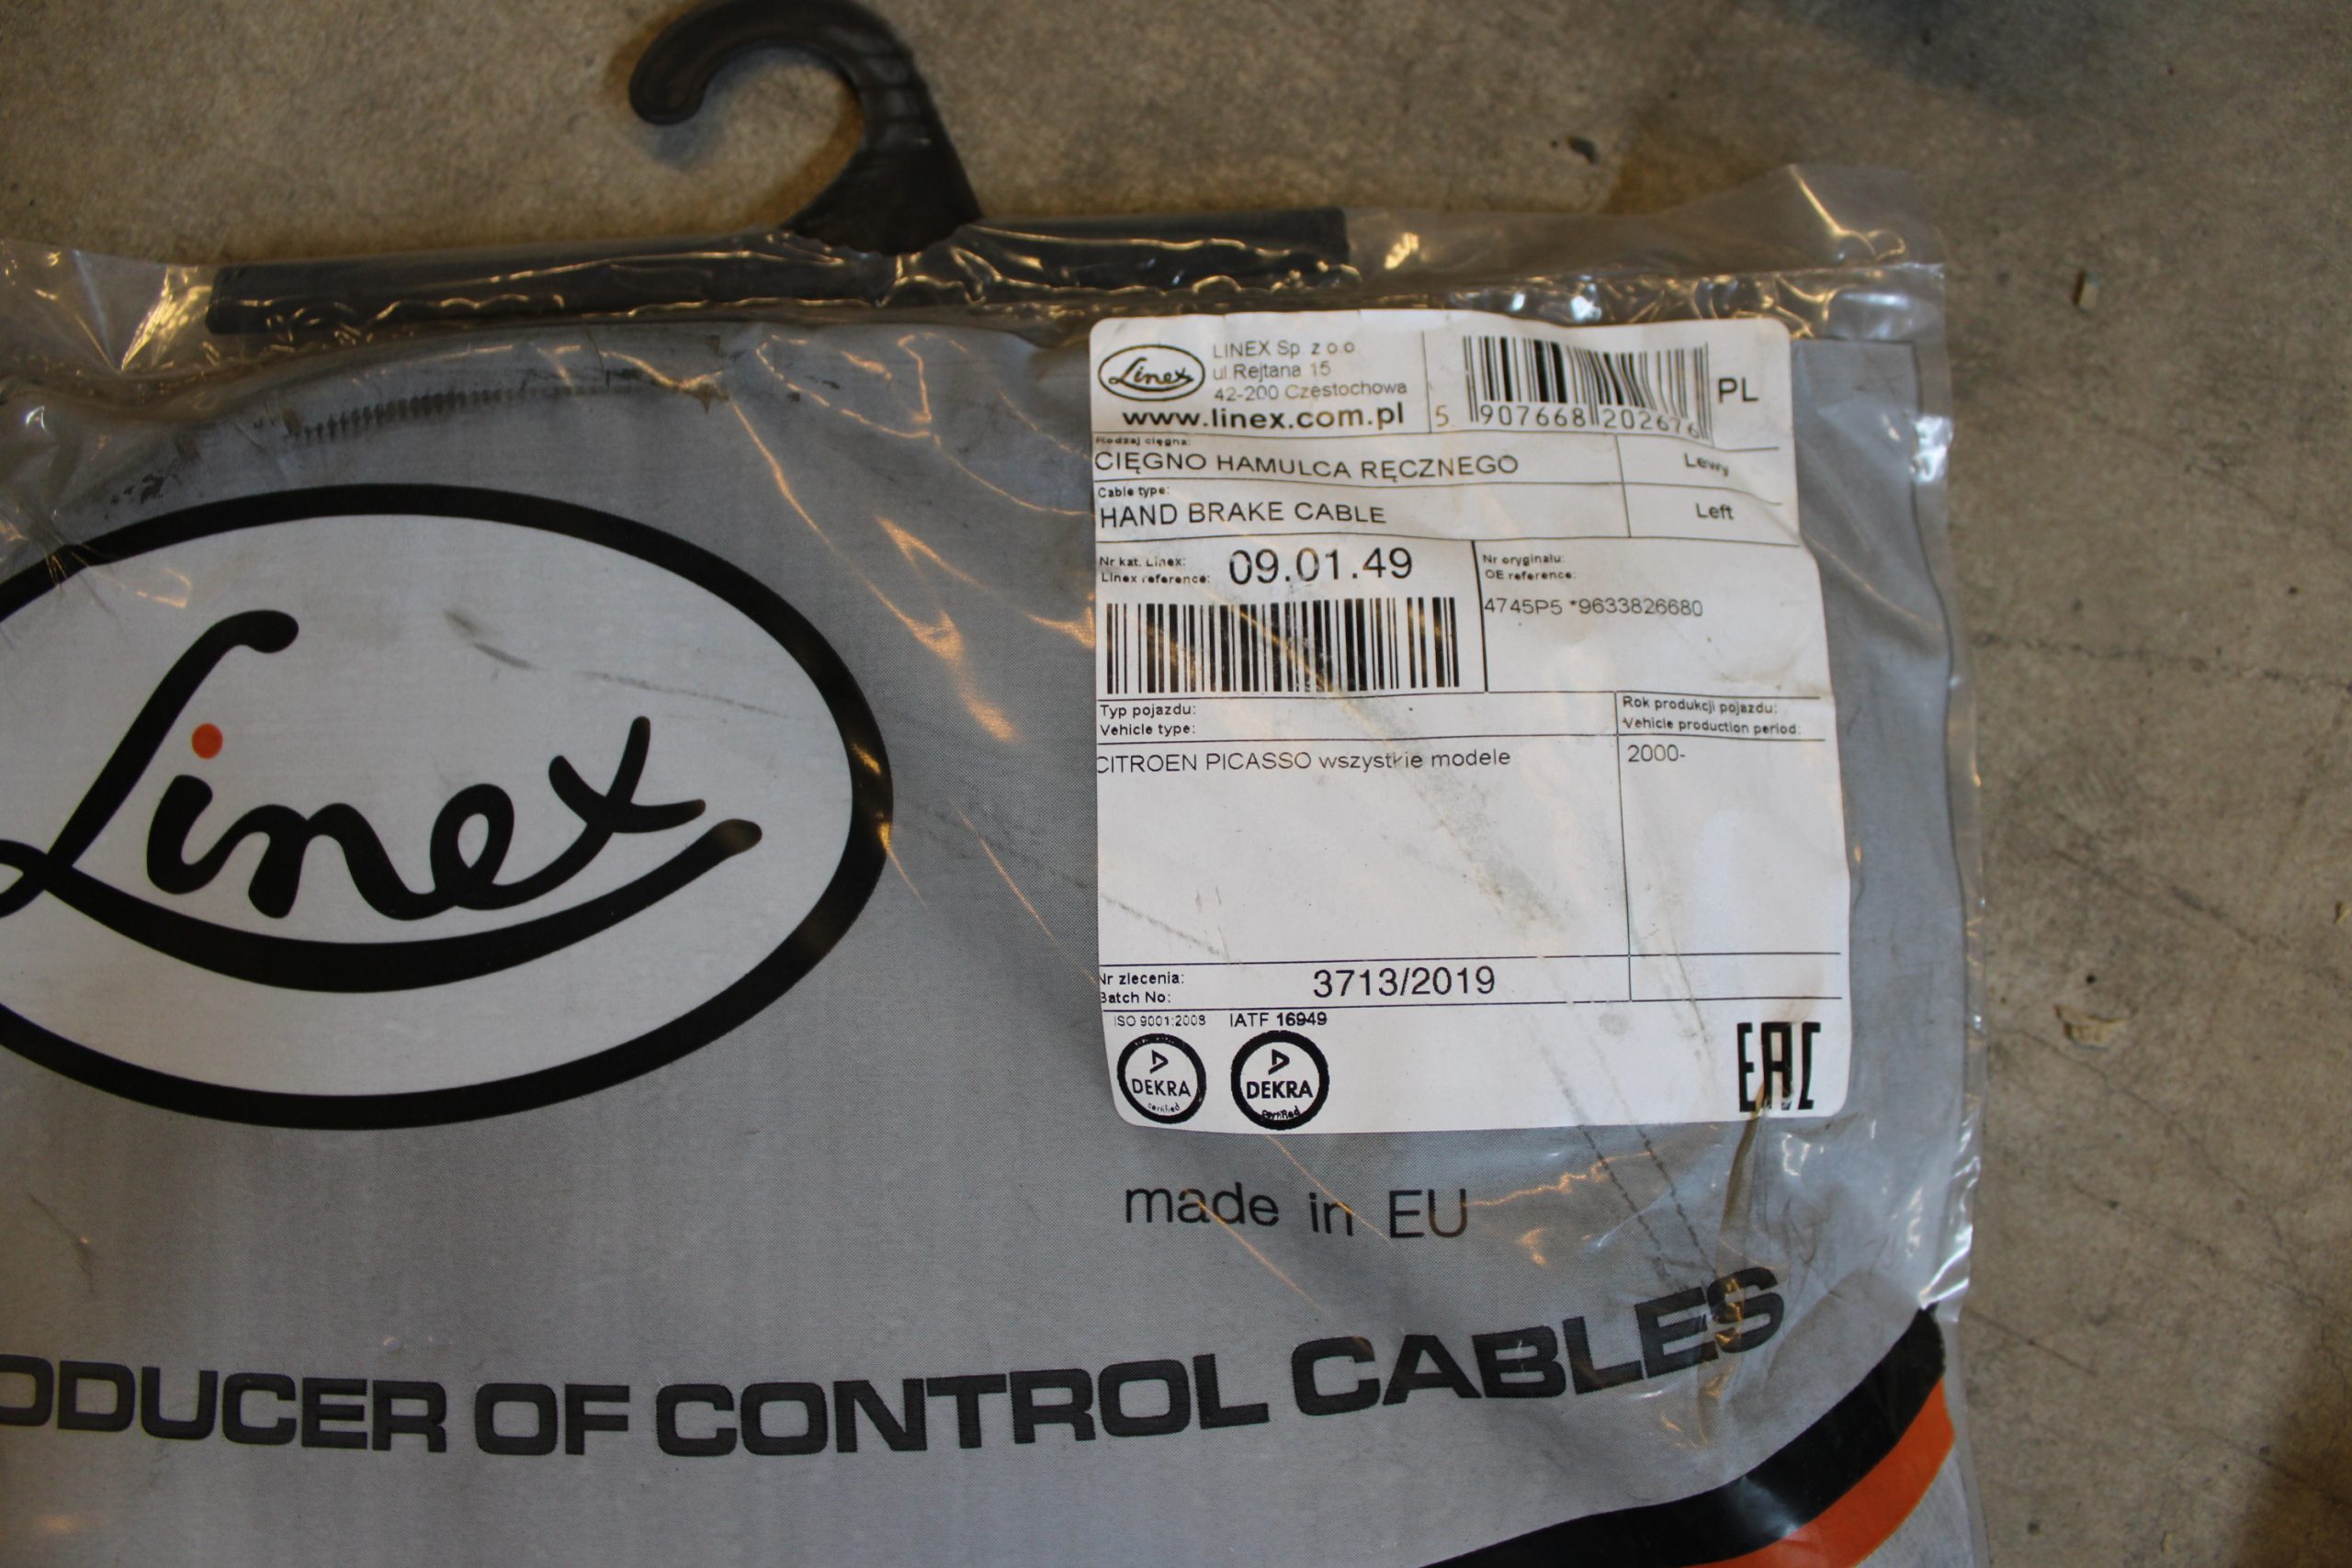 Linex
LINEX Sp. z o o
ul Rejtana 15
42-200 Częstochowa
www.linex.com.pl
5 907668 202676
PL
Rodzaj cięgna:
CIĘGNO HAMULCA RĘCZNEGO
Lewy
Cable type:
HAND BRAKE CABLE
Left
Nr kat. Linex:
Linex reference:
09.01.49
Nr oryginału:
OE reference:
4745P5 *9633826680
Typ pojazdu:
Vehicle type:
Rok produkcji pojazdu:
Vehicle production period:
CITROEN PICASSO wszystkie modele
2000-
Nr zlecenia:
Batch No:
3713/2019
ISO 9001:2008
IATF 16949
DEKRA
certified
DEKRA
certified
EAC
Linex
made in EU
ODUCER OF CONTROL CABLES